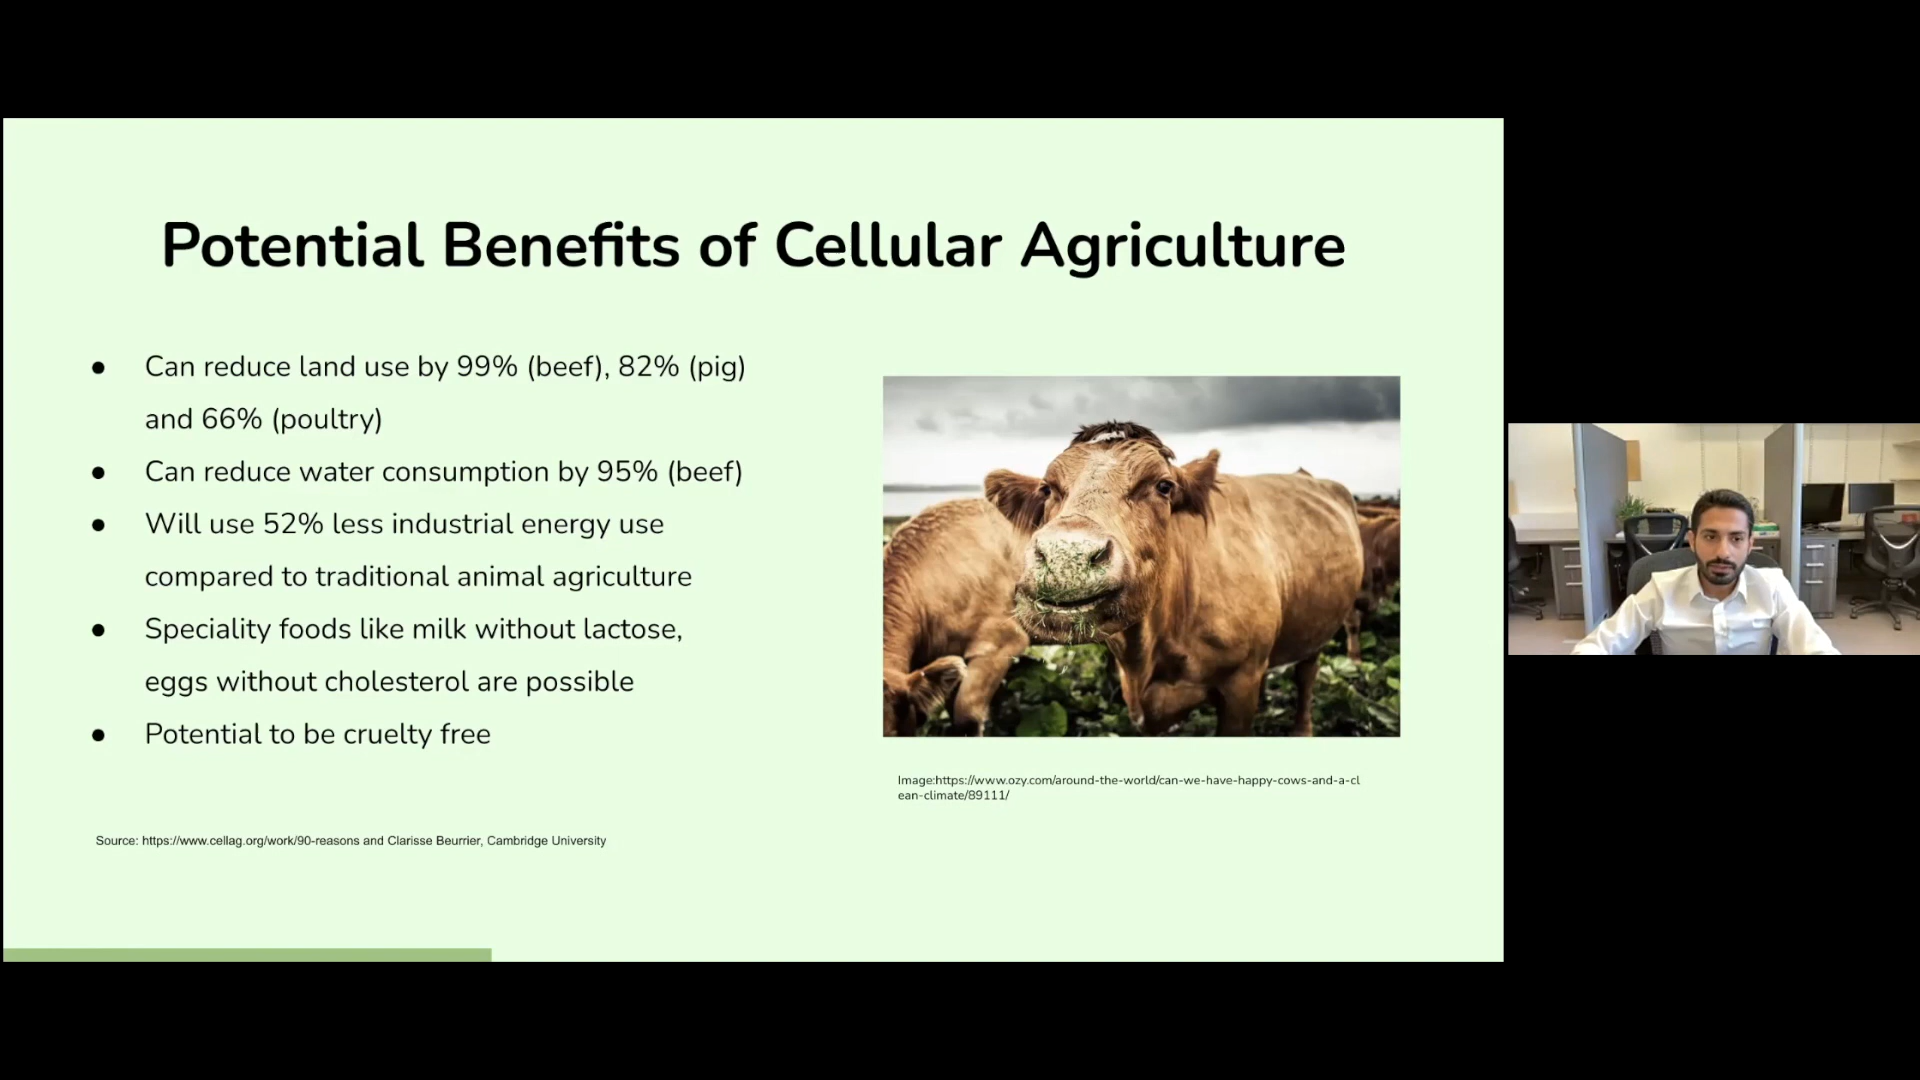 Potential Benefits of Cellular Agriculture
● Can reduce land use by 99% (beef), 82% (pig)
and 66% (poultry)
● Can reduce water consumption by 95% (beef)
● Will use 52% less industrial energy use
compared to traditional animal agriculture
● Speciality foods like milk without lactose,
eggs without cholesterol are possible
● Potential to be cruelty free
Image:https://www.ozy.com/around-the-world/can-we-have-happy-cows-and-a-cl
ean-climate/89111/
Source: https://www.cellag.org/work/90-reasons and Clarisse Beurrier, Cambridge University